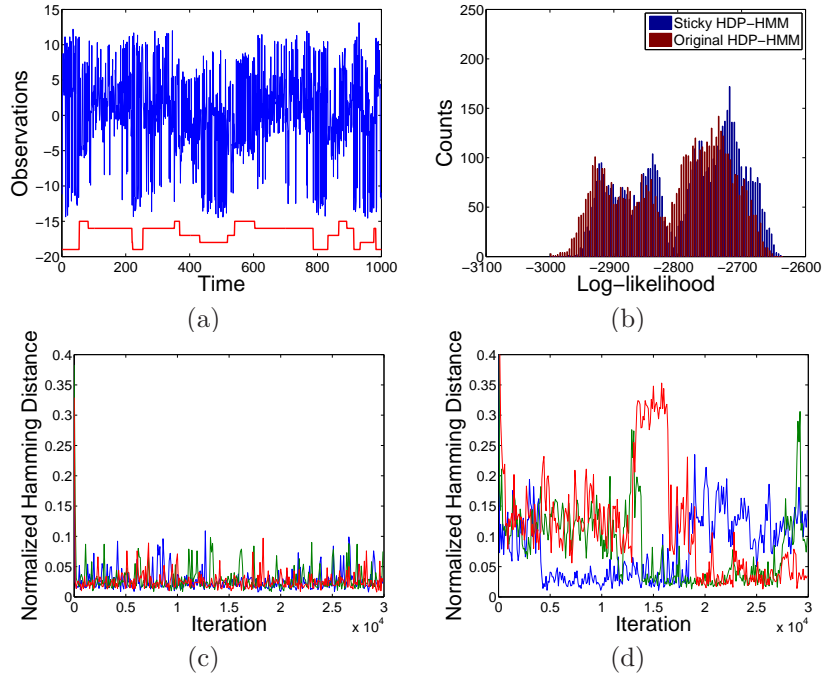 Observations
15
10
5
0
−5
−10
−15
−20
0 200 400 600 800 1000
Time
(a)
Sticky HDP−HMM
Original HDP−HMM
Counts
250
200
150
100
50
0
−3100 −3000 −2900 −2800 −2700 −2600
Log−likelihood
(b)
Normalized Hamming Distance
0.4
0.35
0.3
0.25
0.2
0.15
0.1
0.05
0
0 0.5 1 1.5 2 2.5 3
x 10^4
Iteration
(c)
Normalized Hamming Distance
0.4
0.35
0.3
0.25
0.2
0.15
0.1
0.05
0
0 0.5 1 1.5 2 2.5 3
x 10^4
Iteration
(d)